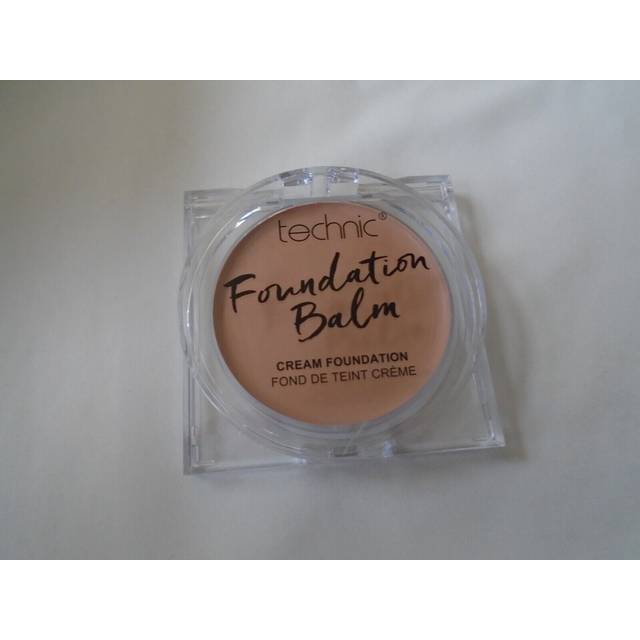 technic®
Foundation
Balm
CREAM FOUNDATION
FOND DE TEINT CRÈME